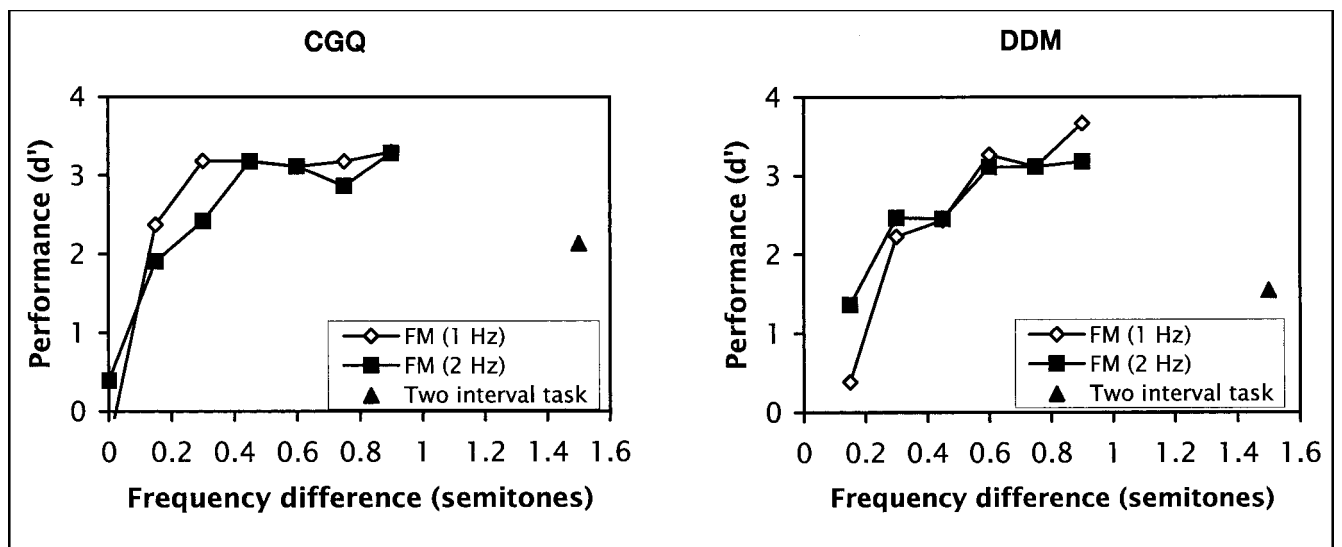 CGQ
Performance (d')
4
3
2
1
0
FM (1 Hz)
FM (2 Hz)
Two interval task
0 0.2 0.4 0.6 0.8 1 1.2 1.4 1.6
Frequency difference (semitones)
DDM
Performance (d')
4
3
2
1
0
FM (1 Hz)
FM (2 Hz)
Two interval task
0 0.2 0.4 0.6 0.8 1 1.2 1.4 1.6
Frequency difference (semitones)